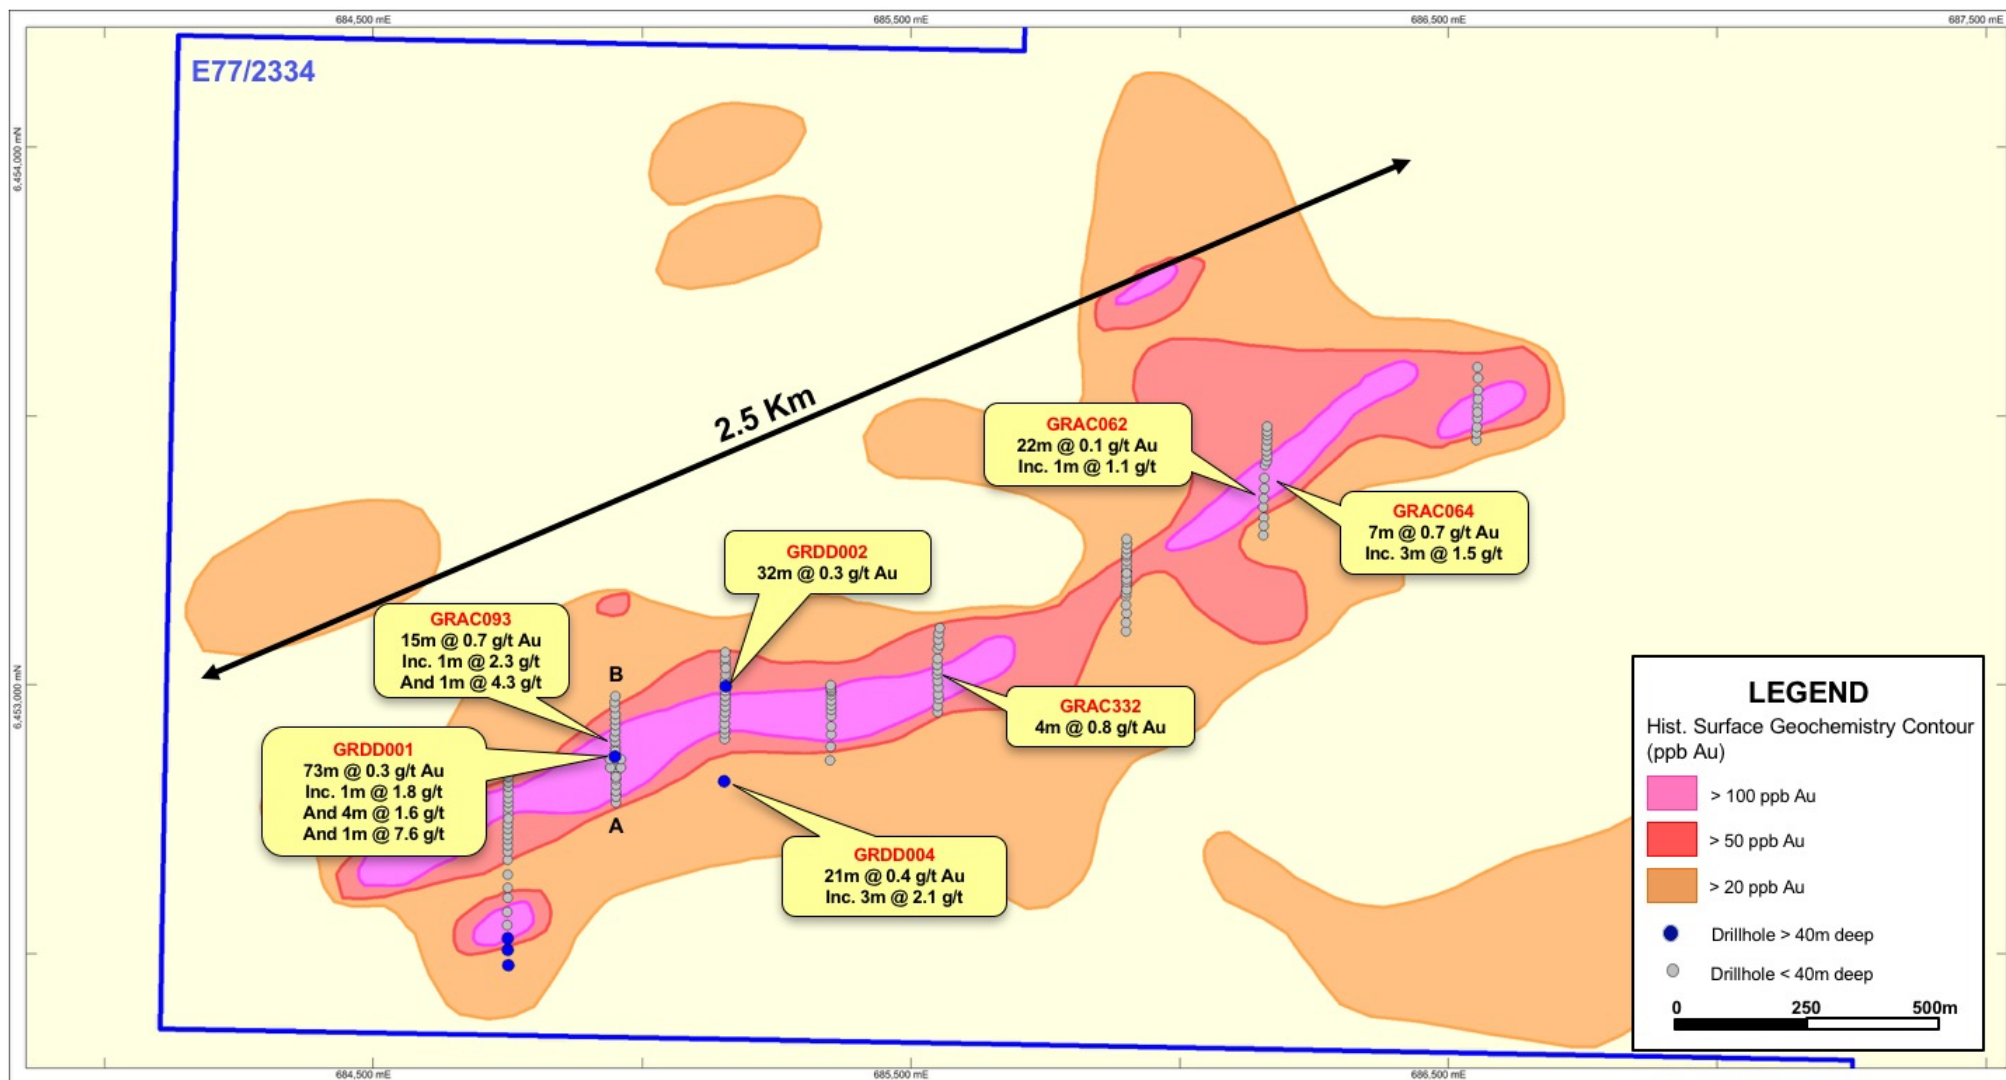 684,500 mE
685,500 mE
686,500 mE
687,500 mE
E77/2334
6,454,000 mN
2.5 Km
GRAC062
22m @ 0.1 g/t Au
Inc. 1m @ 1.1 g/t
GRAC064
7m @ 0.7 g/t Au
Inc. 3m @ 1.5 g/t
GRDD002
32m @ 0.3 g/t Au
GRAC093
15m @ 0.7 g/t Au
Inc. 1m @ 2.3 g/t
And 1m @ 4.3 g/t
B
6,453,000 mN
GRAC332
4m @ 0.8 g/t Au
GRDD001
73m @ 0.3 g/t Au
Inc. 1m @ 1.8 g/t
And 4m @ 1.6 g/t
And 1m @ 7.6 g/t
A
GRDD004
21m @ 0.4 g/t Au
Inc. 3m @ 2.1 g/t
LEGEND
Hist. Surface Geochemistry Contour
(ppb Au)
> 100 ppb Au
> 50 ppb Au
> 20 ppb Au
Drillhole > 40m deep
Drillhole < 40m deep
0 250 500m
684,500 mE
685,500 mE
686,500 mE